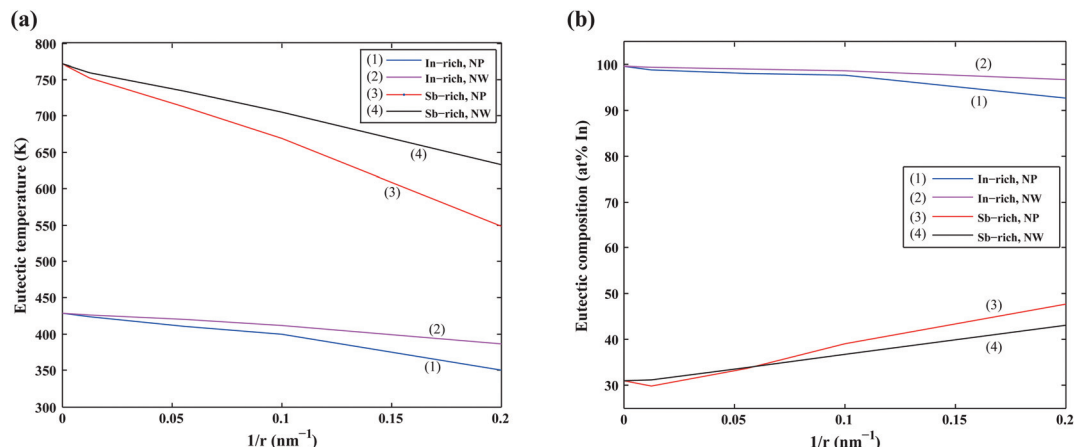 (a)
800
750
700
650
600
550
500
450
400
350
300
Eutectic temperature (K)
0
0.05
0.1
0.15
0.2
1/r (nm⁻¹)
(1) In−rich, NP
(2) In−rich, NW
(3) Sb−rich, NP
(4) Sb−rich, NW
(4)
(3)
(2)
(1)
(b)
100
90
80
70
60
50
40
30
Eutectic composition (at% In)
0
0.05
0.1
0.15
0.2
1/r (nm⁻¹)
(2)
(1)
(1) In−rich, NP
(2) In−rich, NW
(3) Sb−rich, NP
(4) Sb−rich, NW
(3)
(4)